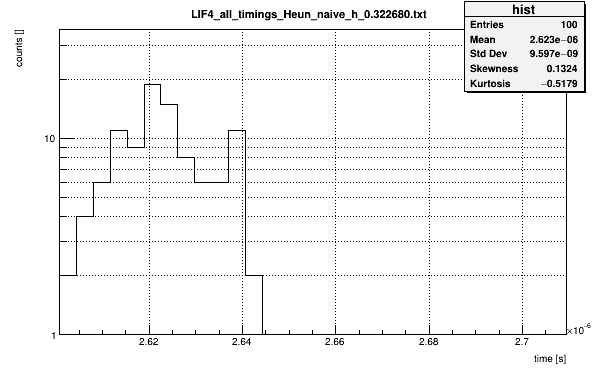 LIF4_all_timings_Heun_naive_h_0.322680.txt
hist
Entries 100
Mean 2.623e−06
Std Dev 9.597e−09
Skewness 0.1324
Kurtosis −0.5179
counts []
10
1
2.62 2.64 2.66 2.68 2.7
×10⁻⁶
time [s]